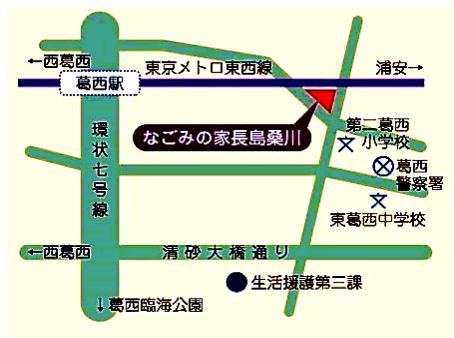 ←西葛西
東京メトロ東西線
浦安→
葛西駅
環状七号線
なごみの家長島桑川
第二葛西
小学校
葛西
警察署
東葛西中学校
←西葛西
清砂大橋通り
生活援護第三課
↓葛西臨海公園